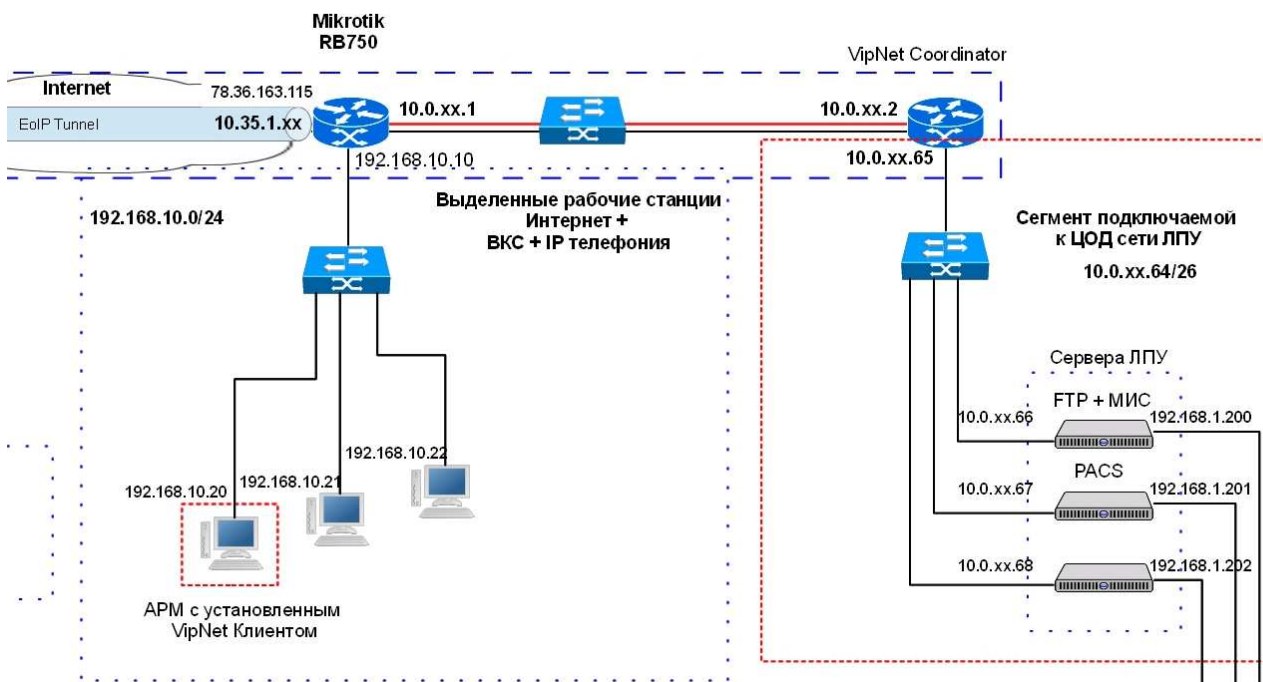 Mikrotik
RB750
VipNet Coordinator
Internet
78.36.163.115
EoIP Tunnel
10.35.1.xx
10.0.xx.1
10.0.xx.2
192.168.10.10
10.0.xx.65
192.168.10.0/24
Выделенные рабочие станции
Интернет +
ВКС + IP телефония
Сегмент подключаемой
к ЦОД сети ЛПУ
10.0.xx.64/26
Сервера ЛПУ
FTP + МИС
10.0.xx.66
192.168.1.200
PACS
10.0.xx.67
192.168.1.201
10.0.xx.68
192.168.1.202
192.168.10.22
192.168.10.21
192.168.10.20
АРМ с установленным
VipNet Клиентом